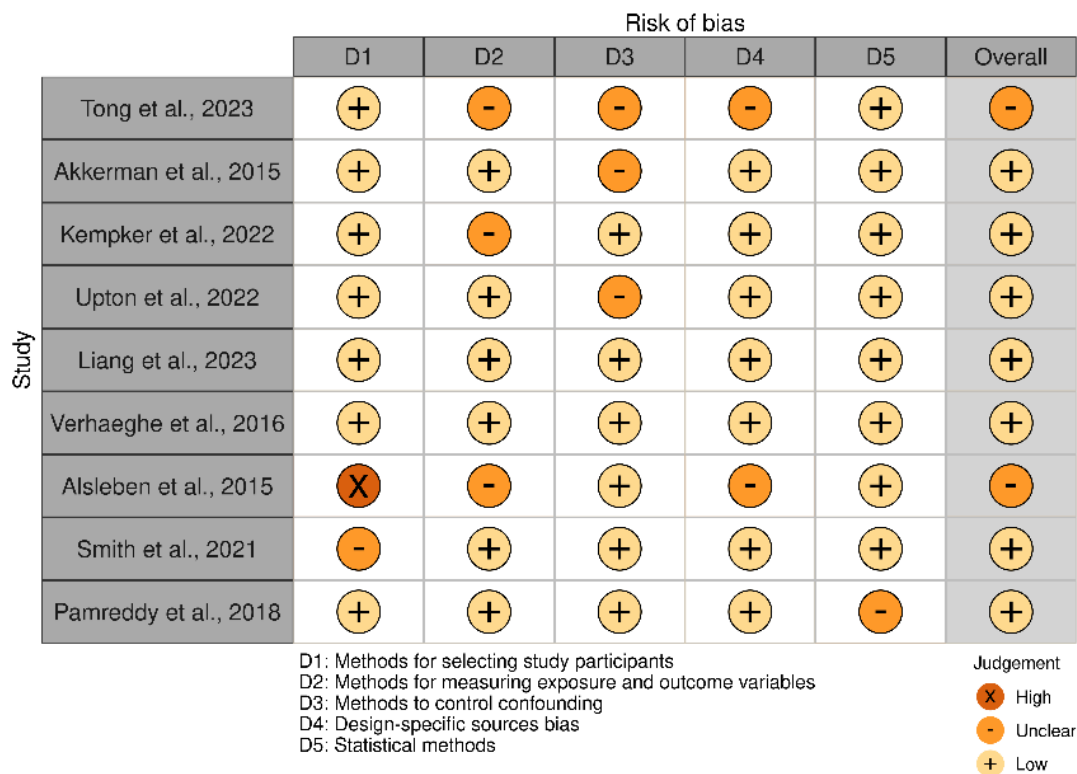 Risk of bias
D1 D2 D3 D4 D5 Overall
Tong et al., 2023 + - - - + -
Akkerman et al., 2015 + + - + + +
Kempker et al., 2022 + - + + + +
Upton et al., 2022 + + - + + +
Liang et al., 2023 + + + + + +
Verhaeghe et al., 2016 + + + + + +
Alsleben et al., 2015 X - + - + -
Smith et al., 2021 - + + + + +
Pamreddy et al., 2018 + + + + - +
Study
D1: Methods for selecting study participants
D2: Methods for measuring exposure and outcome variables
D3: Methods to control confounding
D4: Design-specific sources bias
D5: Statistical methods
Judgement
X High
- Unclear
+ Low